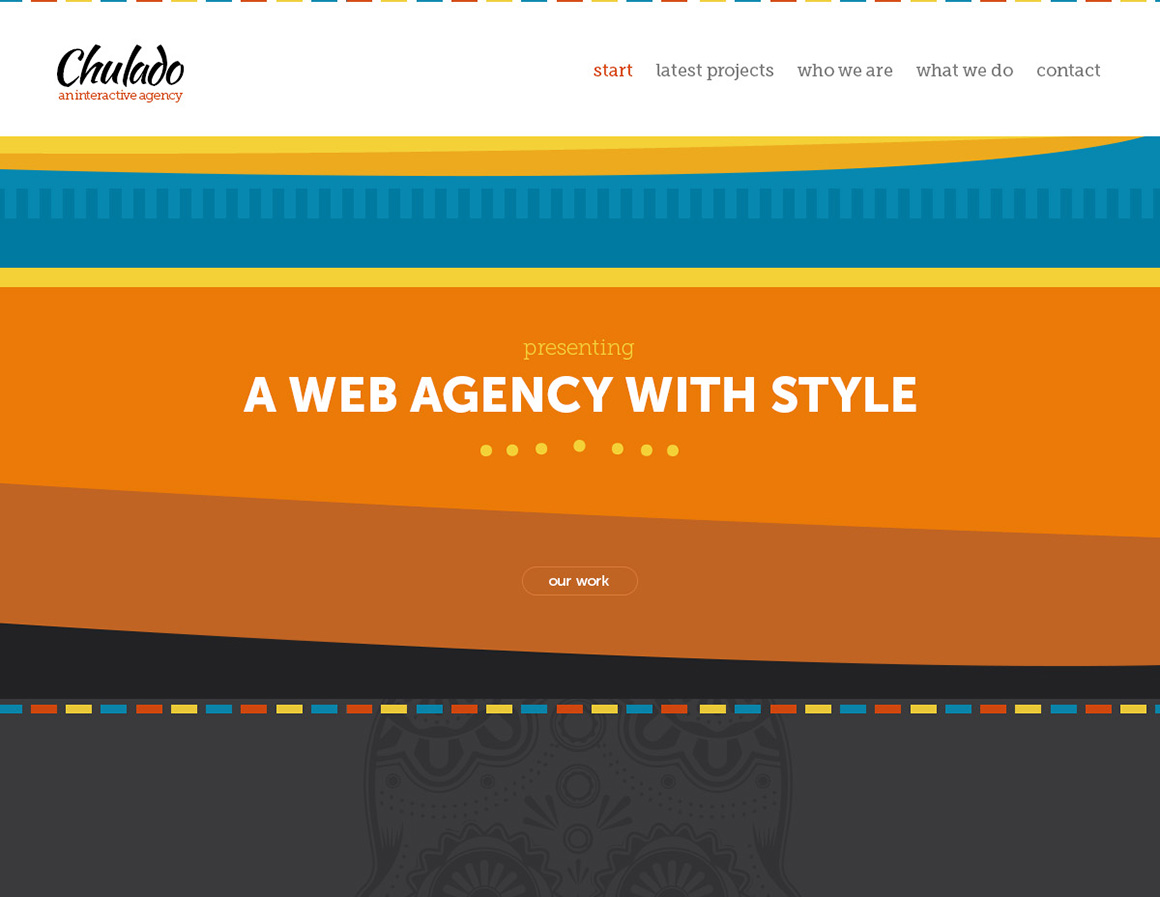 Chulado
an interactive agency
start latest projects who we are what we do contact
presenting
A WEB AGENCY WITH STYLE
our work